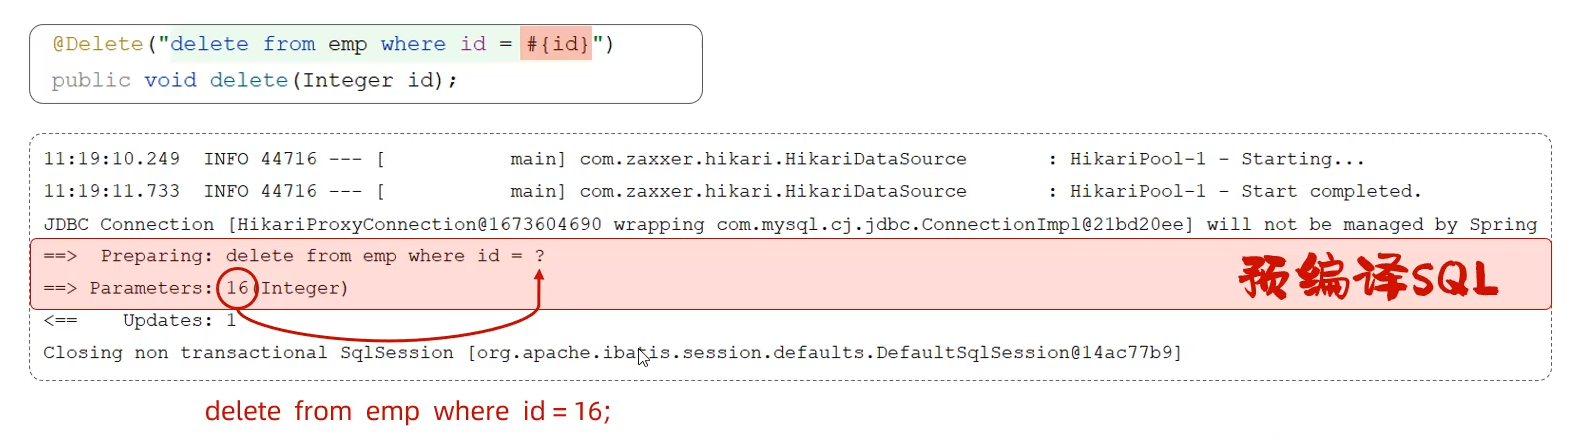 @Delete("delete from emp where id = #{id}")
public void delete(Integer id);
11:19:10.249  INFO 44716 --- [           main] com.zaxxer.hikari.HikariDataSource       : HikariPool-1 - Starting...
11:19:11.733  INFO 44716 --- [           main] com.zaxxer.hikari.HikariDataSource       : HikariPool-1 - Start completed.
JDBC Connection [HikariProxyConnection@1673604690 wrapping com.mysql.cj.jdbc.ConnectionImpl@21bd20ee] will not be managed by Spring
==>  Preparing: delete from emp where id = ?
==> Parameters: 16(Integer)
预编译SQL
<==    Updates: 1
Closing non transactional SqlSession [org.apache.ibatis.session.defaults.DefaultSqlSession@14ac77b9]
delete from emp where id = 16;